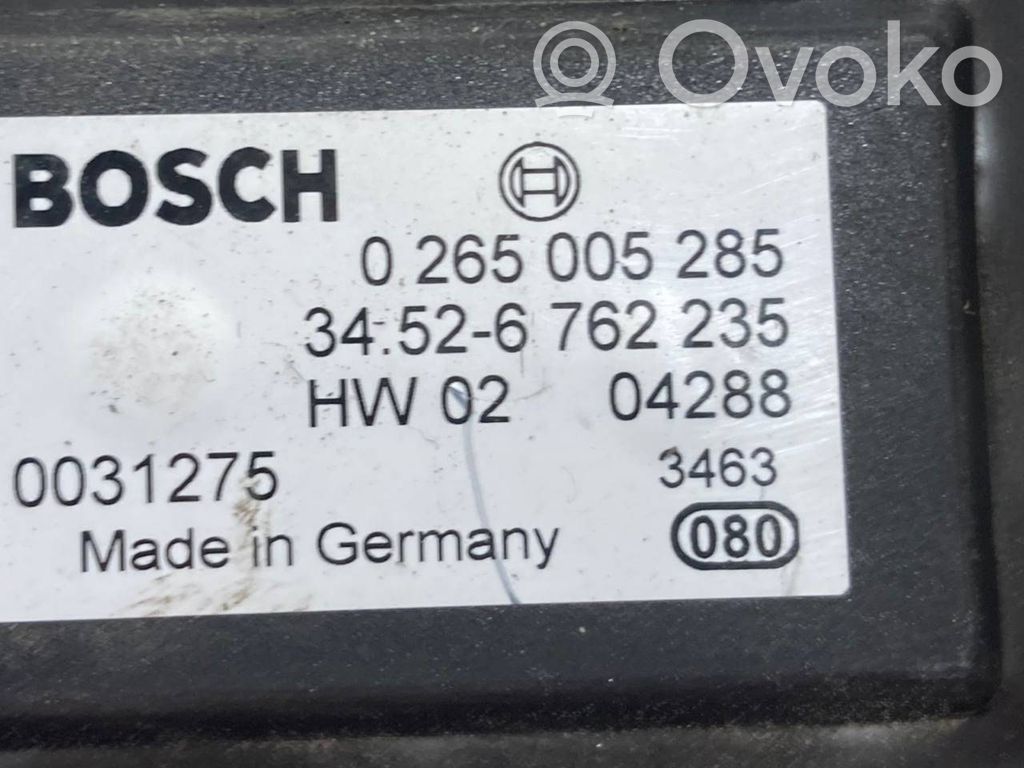 Ovoko
BOSCH
0 265 005 285
34.52-6 762 235
HW 02 04288
0031275 3463
Made in Germany 080